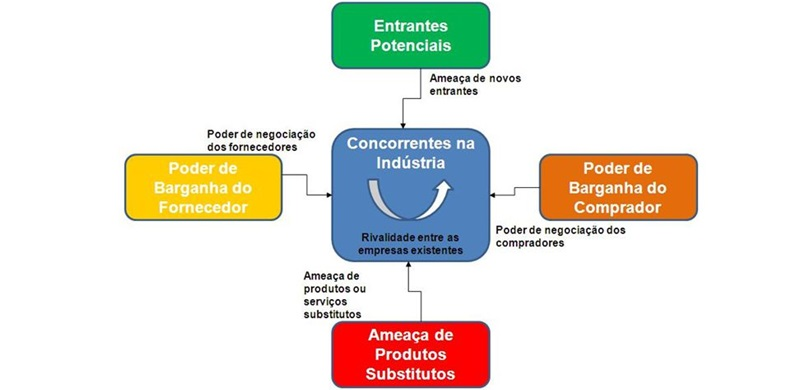 Entrantes
Potenciais
Ameaça de novos
entrantes
Poder de negociação
dos fornecedores
Poder de
Barganha do
Fornecedor
Concorrentes na
Indústria
Rivalidade entre as
empresas existentes
Poder de
Barganha do
Comprador
Poder de negociação dos
compradores
Ameaça de
produtos ou
serviços
substitutos
Ameaça de
Produtos
Substitutos